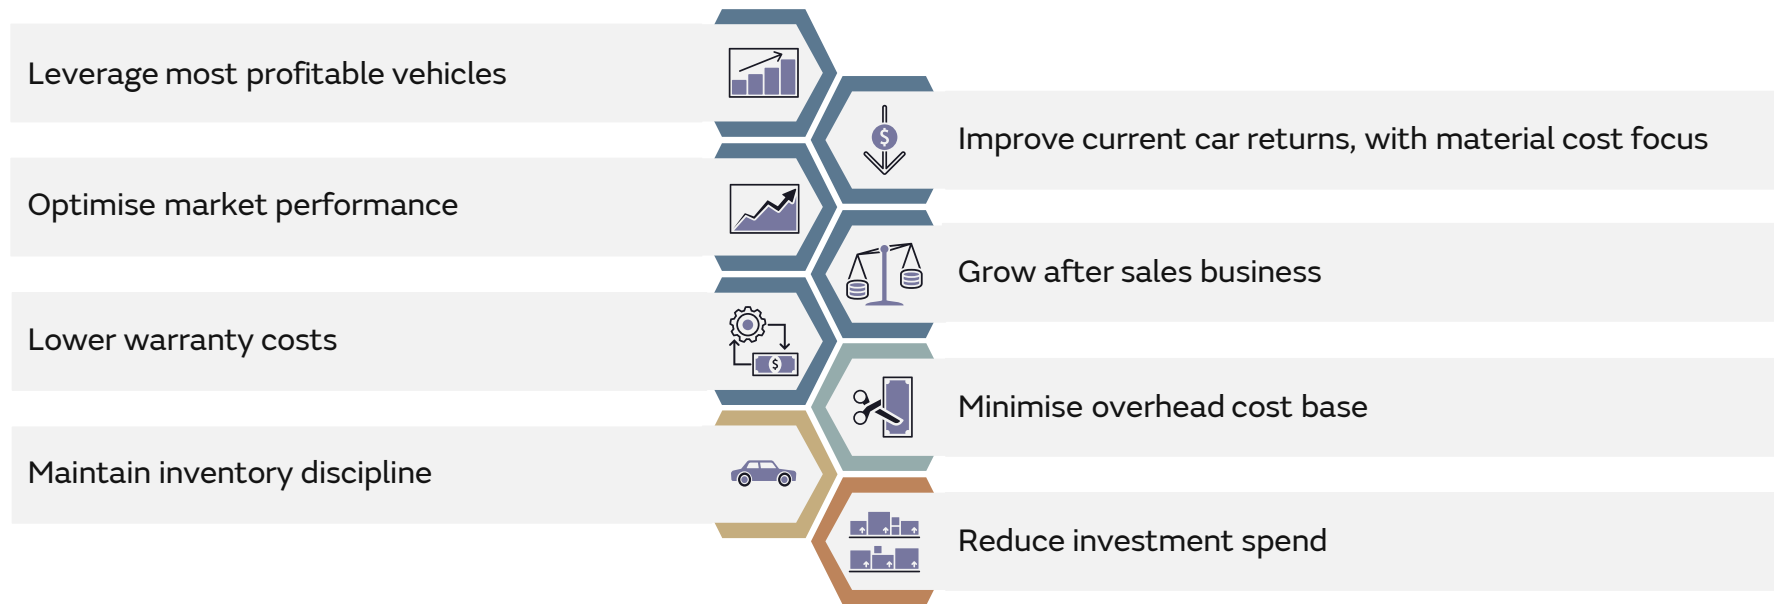 Leverage most profitable vehicles
Improve current car returns, with material cost focus
Optimise market performance
Grow after sales business
Lower warranty costs
Minimise overhead cost base
Maintain inventory discipline
Reduce investment spend
$
$